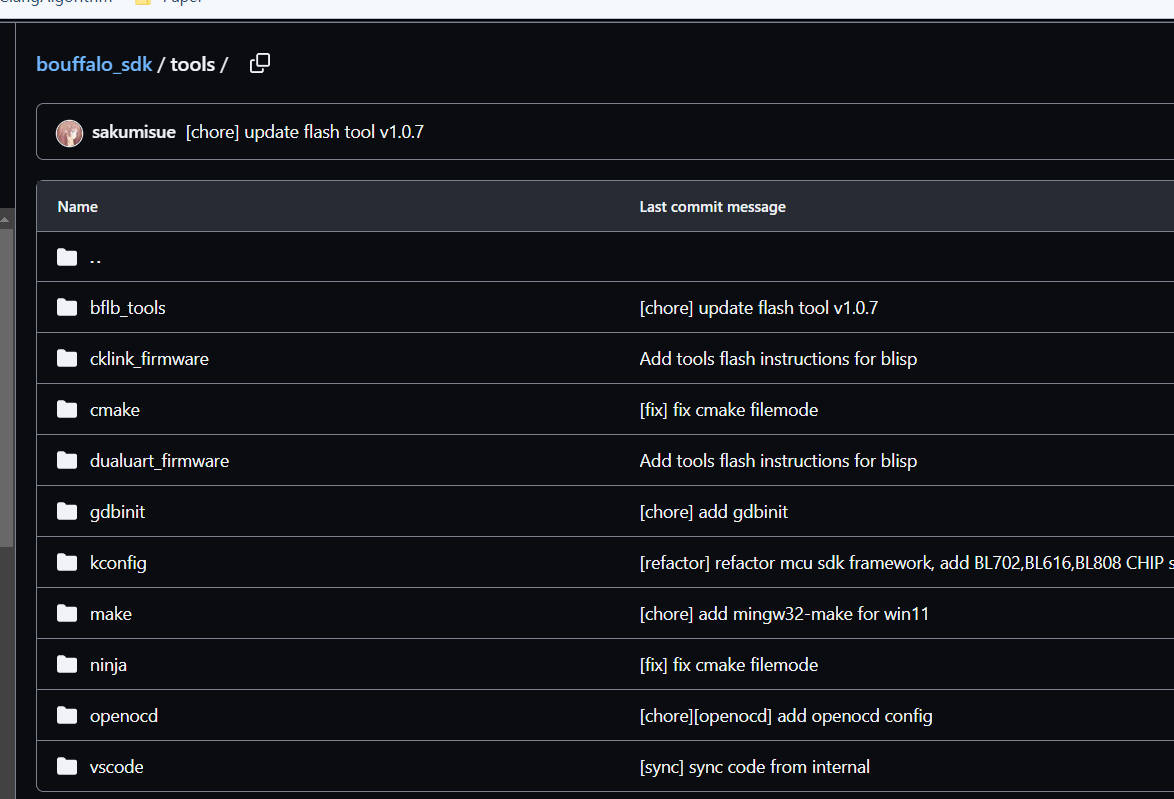 bouffalo_sdk / tools /
sakumisue [chore] update flash tool v1.0.7
Name Last commit message
..
bflb_tools [chore] update flash tool v1.0.7
cklink_firmware Add tools flash instructions for blisp
cmake [fix] fix cmake filemode
dualuart_firmware Add tools flash instructions for blisp
gdbinit [chore] add gdbinit
kconfig [refactor] refactor mcu sdk framework, add BL702,BL616,BL808 CHIP s
make [chore] add mingw32-make for win11
ninja [fix] fix cmake filemode
openocd [chore][openocd] add openocd config
vscode [sync] sync code from internal